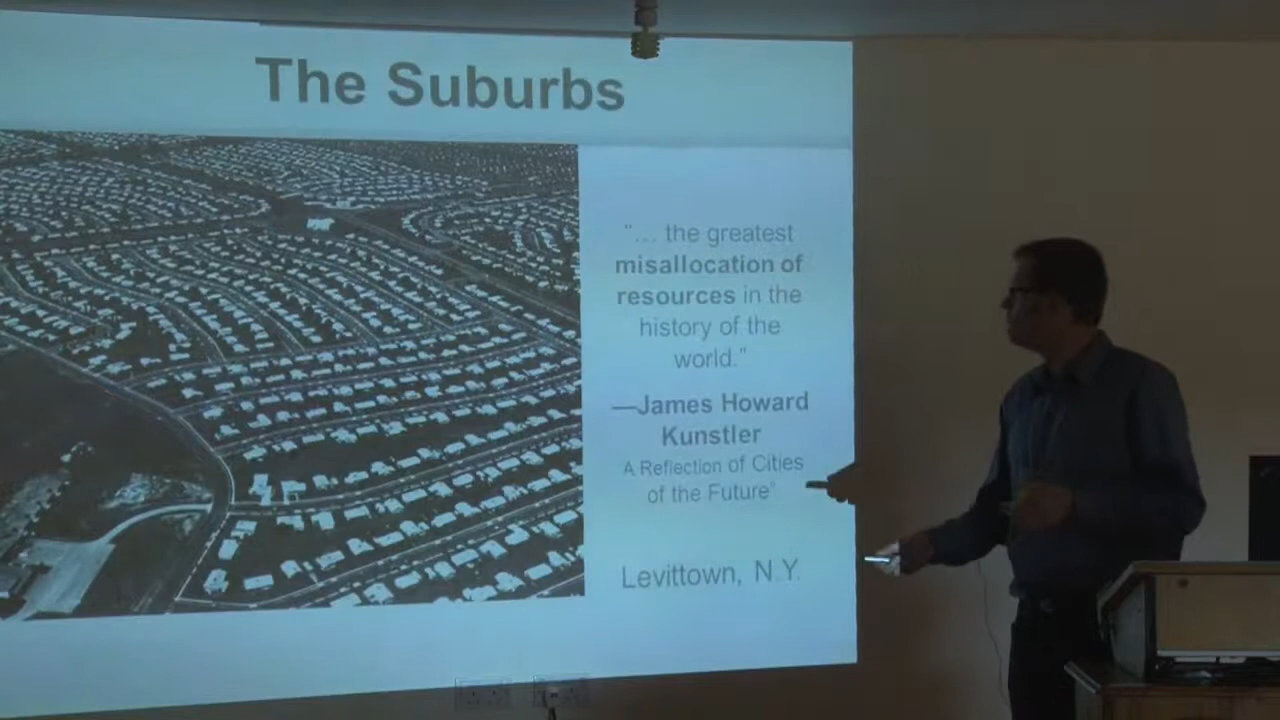 The Suburbs
“... the greatest
misallocation of
resources in the
history of the
world.”
—James Howard
Kunstler
A Reflection of Cities
of the Future”
Levittown, N.Y.